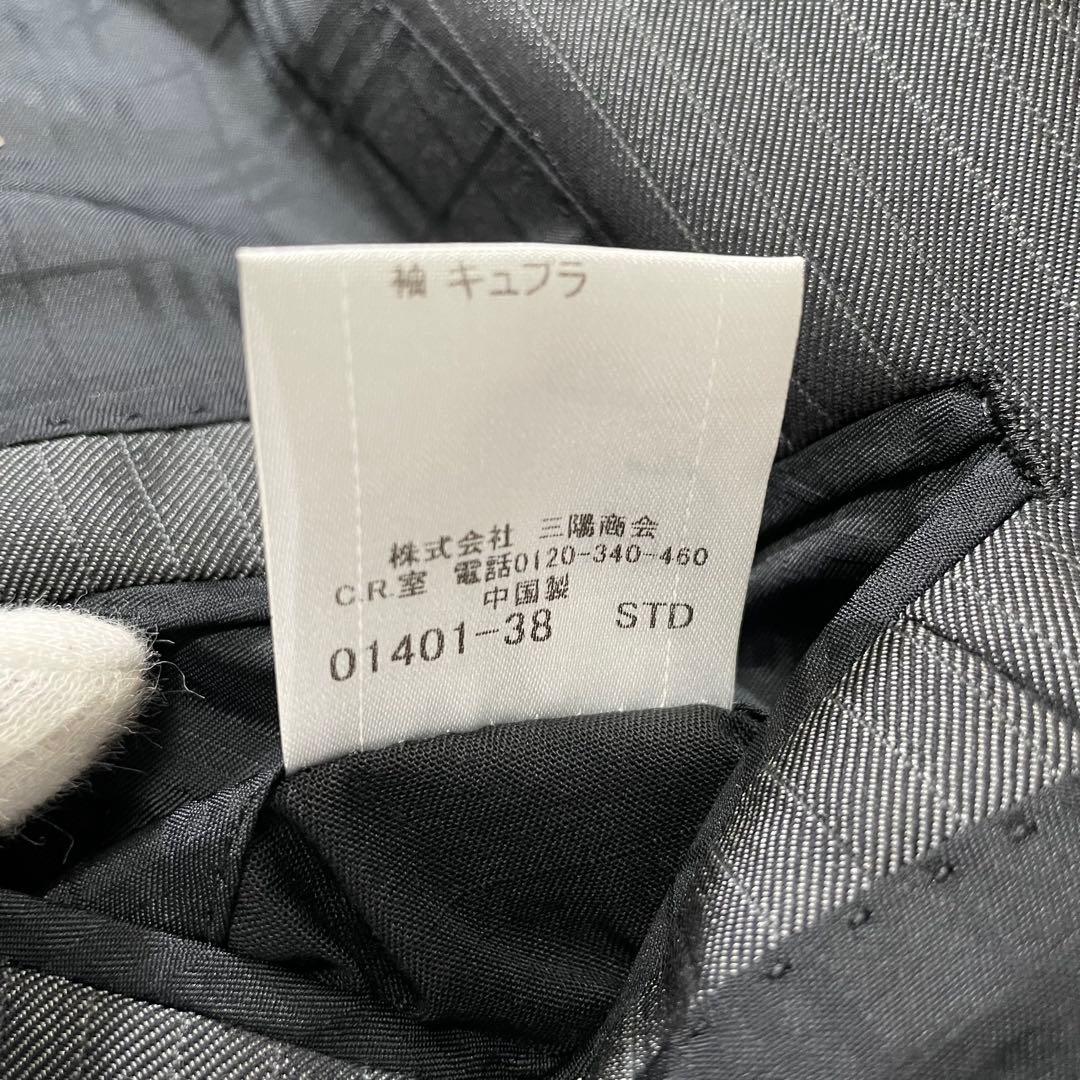 袖 キュプラ
株式会社 三陽商会
C.R.室 電話0120-340-460
中国製
01401-38 STD